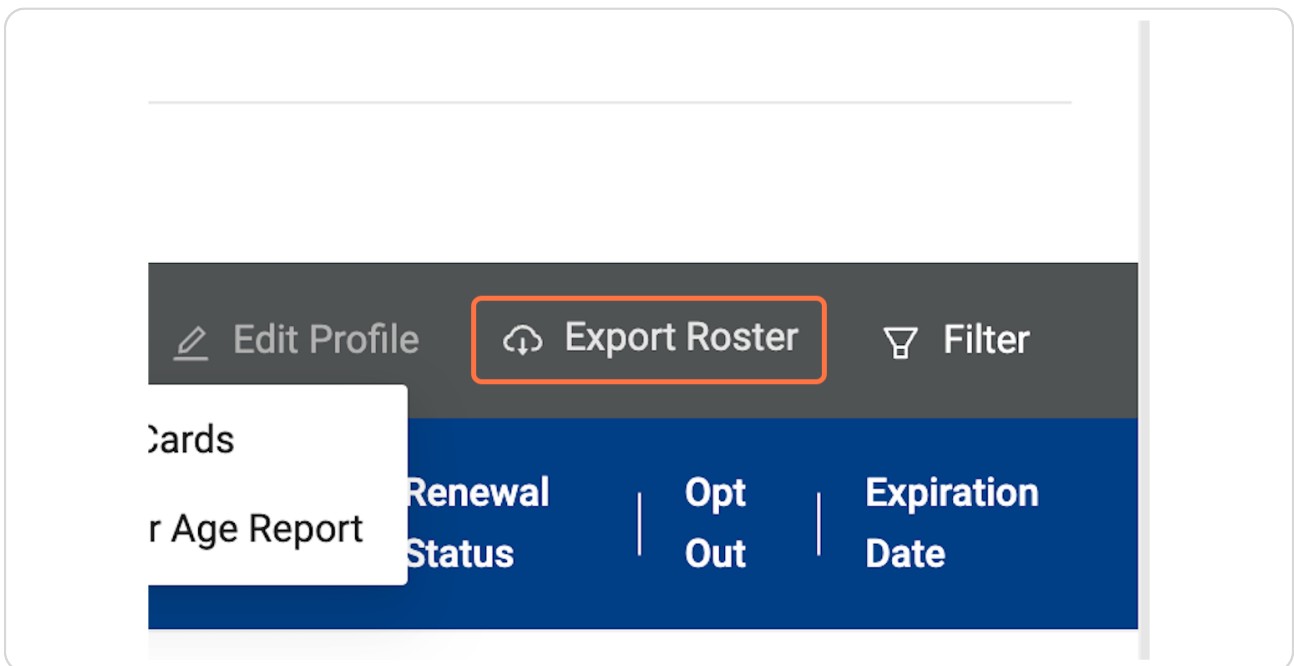 Edit Profile Export Roster Filter
Cards
Age Report
Renewal Opt Expiration
Status Out Date